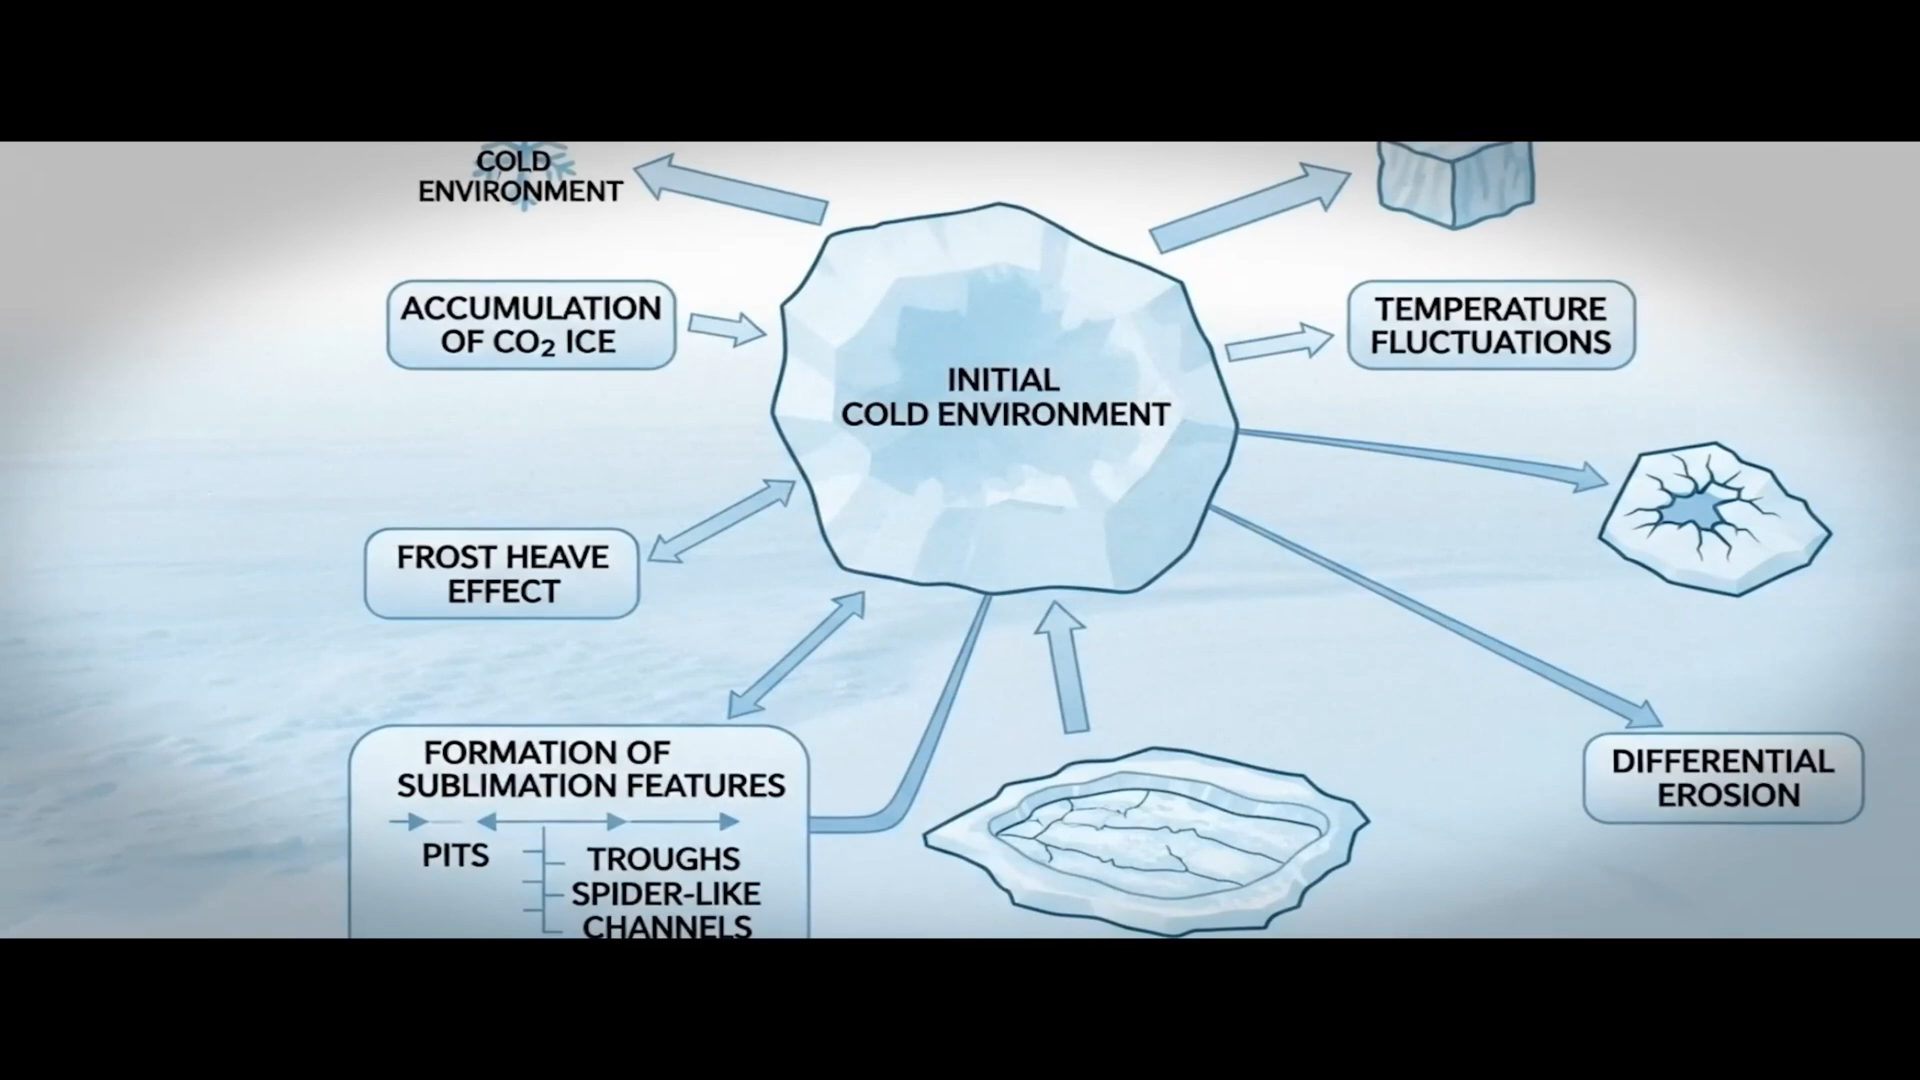 COLD
ENVIRONMENT
ACCUMULATION
OF CO₂ ICE
TEMPERATURE
FLUCTUATIONS
INITIAL
COLD ENVIRONMENT
FROST HEAVE
EFFECT
FORMATION OF
SUBLIMATION FEATURES
PITS
TROUGHS
SPIDER-LIKE
CHANNELS
DIFFERENTIAL
EROSION